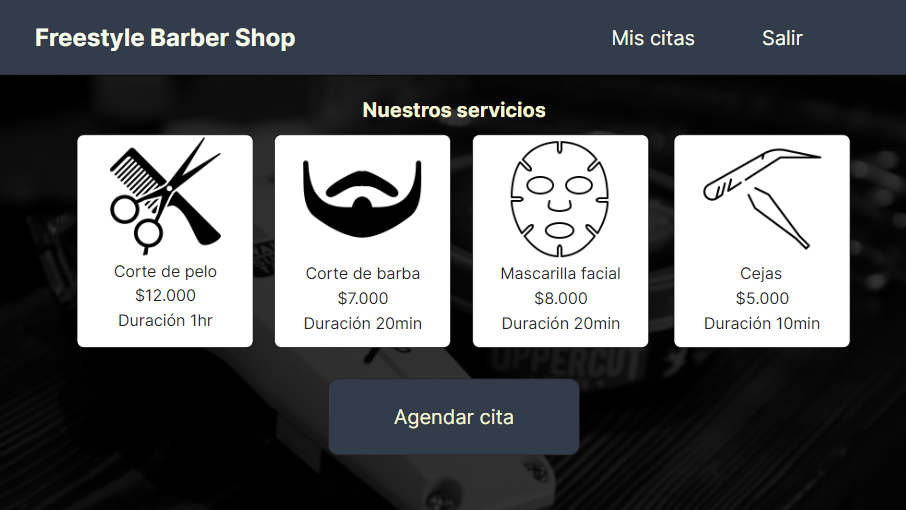 Freestyle Barber Shop
Mis citas
Salir
Nuestros servicios
Corte de pelo
$12.000
Duración 1hr
Corte de barba
$7.000
Duración 20min
Mascarilla facial
$8.000
Duración 20min
Cejas
$5.000
Duración 10min
UPPERCUT
Agendar cita